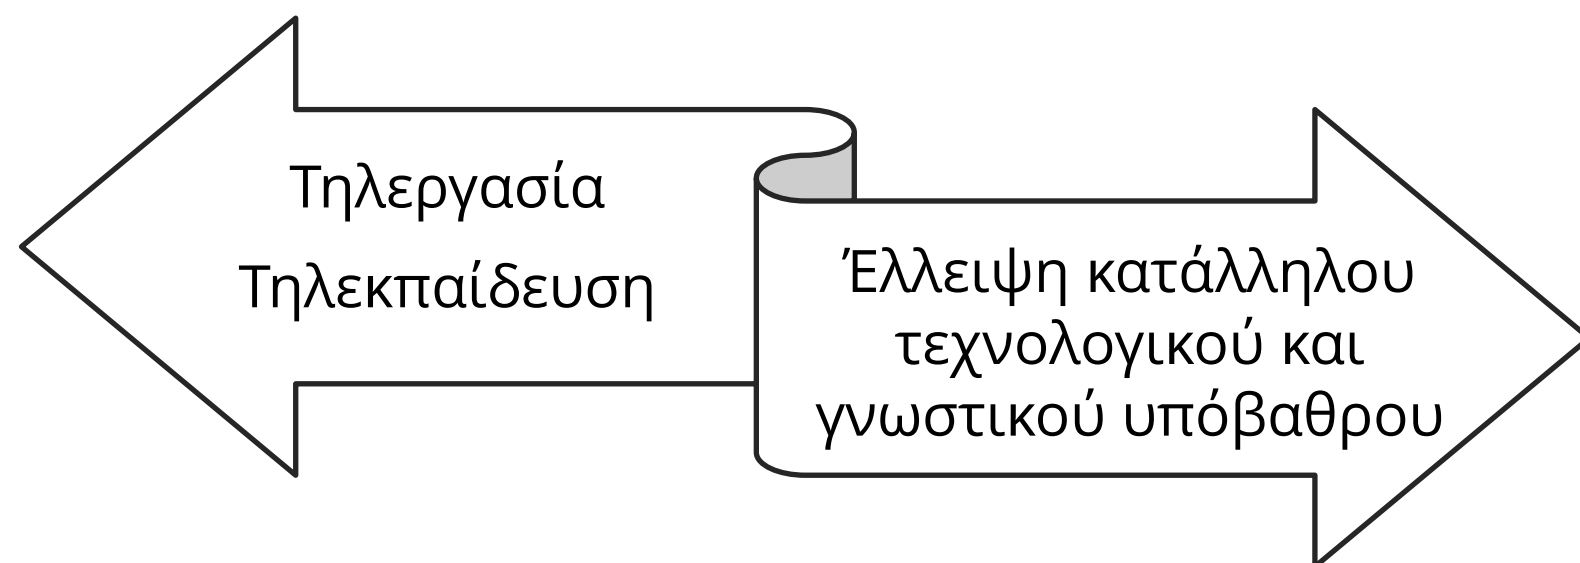 Τηλεργασία
Τηλεκπαίδευση
Έλλειψη κατάλληλου
τεχνολογικού και
γνωστικού υπόβαθρου